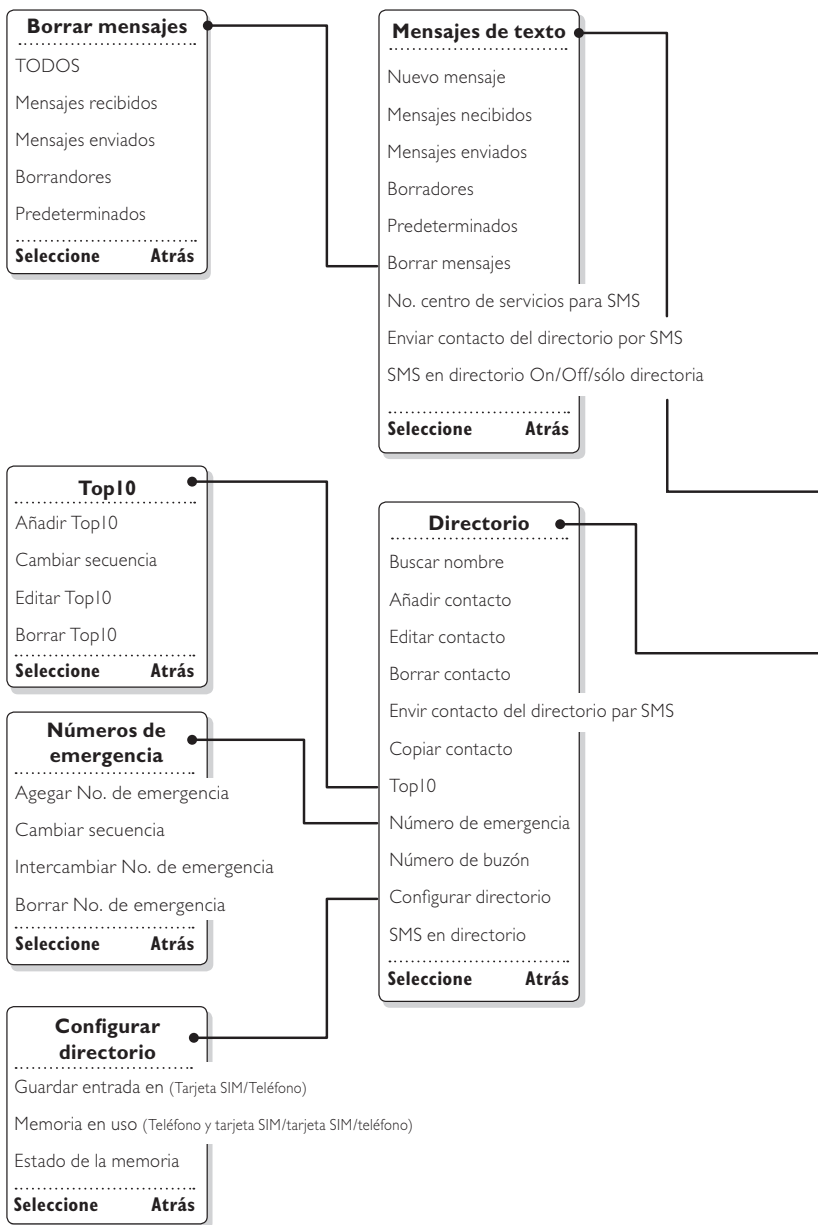 Borrar mensajes
TODOS
Mensajes recibidos
Mensajes enviados
Borrandores
Predeterminados
Seleccione Atrás
Mensajes de texto
Nuevo mensaje
Mensajes necibidos
Mensajes enviados
Borradores
Predeterminados
Borrar mensajes
No. centro de servicios para SMS
Enviar contacto del directorio por SMS
SMS en directorio On/Off/sólo directoria
Seleccione Atrás
Top10
Añadir Top10
Cambiar secuencia
Editar Top10
Borrar Top10
Seleccione Atrás
Números de
emergencia
Agegar No. de emergencia
Cambiar secuencia
Intercambiar No. de emergencia
Borrar No. de emergencia
Seleccione Atrás
Directorio
Buscar nombre
Añadir contacto
Editar contacto
Borrar contacto
Envir contacto del directorio par SMS
Copiar contacto
Top10
Número de emergencia
Número de buzón
Configurar directorio
SMS en directorio
Seleccione Atrás
Configurar
directorio
Guardar entrada en (Tarjeta SIM/Teléfono)
Memoria en uso (Teléfono y tarjeta SIM/tarjeta SIM/teléfono)
Estado de la memoria
Seleccione Atrás